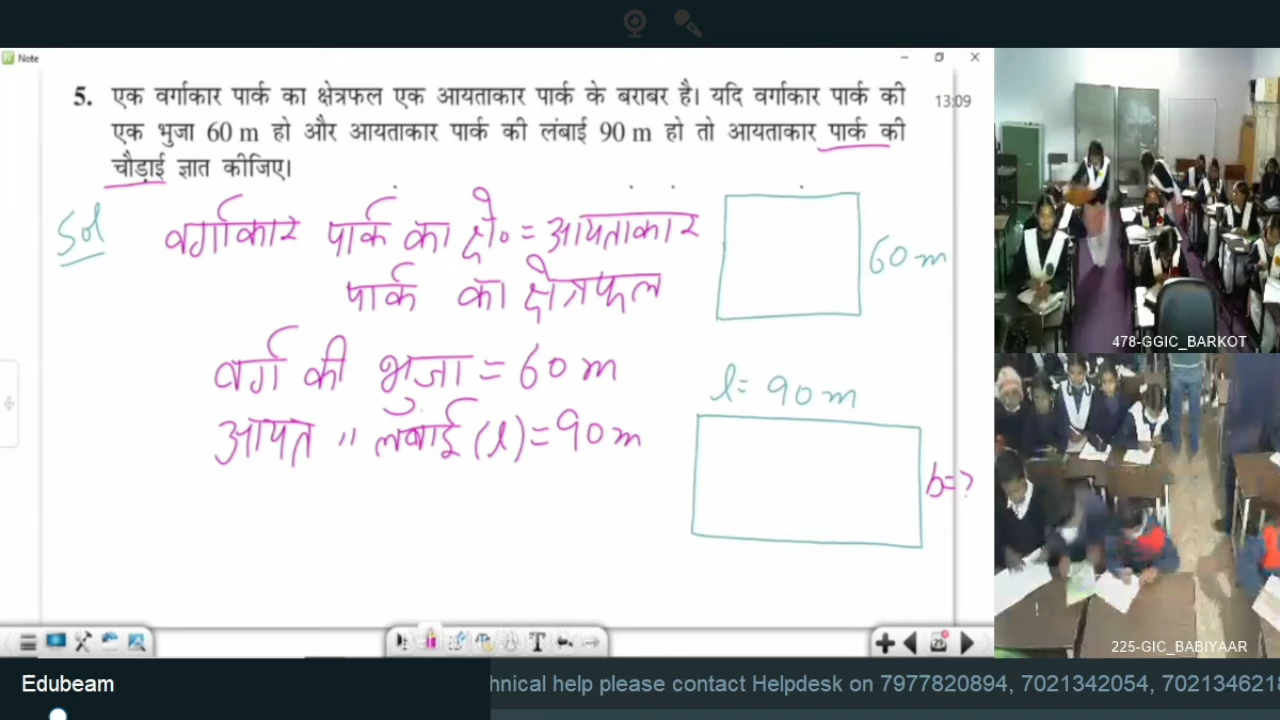 Note
5. एक वर्गाकार पार्क का क्षेत्रफल एक आयताकार पार्क के बराबर है। यदि वर्गाकार पार्क की
13:09
एक भुजा 60 m हो और आयताकार पार्क की लंबाई 90 m हो तो आयताकार पार्क की
चौड़ाई ज्ञात कीजिए।
Sol
वर्गाकार पार्क का क्षे० = आयताकार
पार्क का क्षेत्रफल
60 m
वर्ग की भुजा = 60 m
l = 90 m
आयत " लंबाई (l) = 90 m
b = ?
478-GGIC_BARKOT
225-GIC_BABIYAAR
Edubeam
hnical help please contact Helpdesk on 7977820894, 7021342054, 702134621